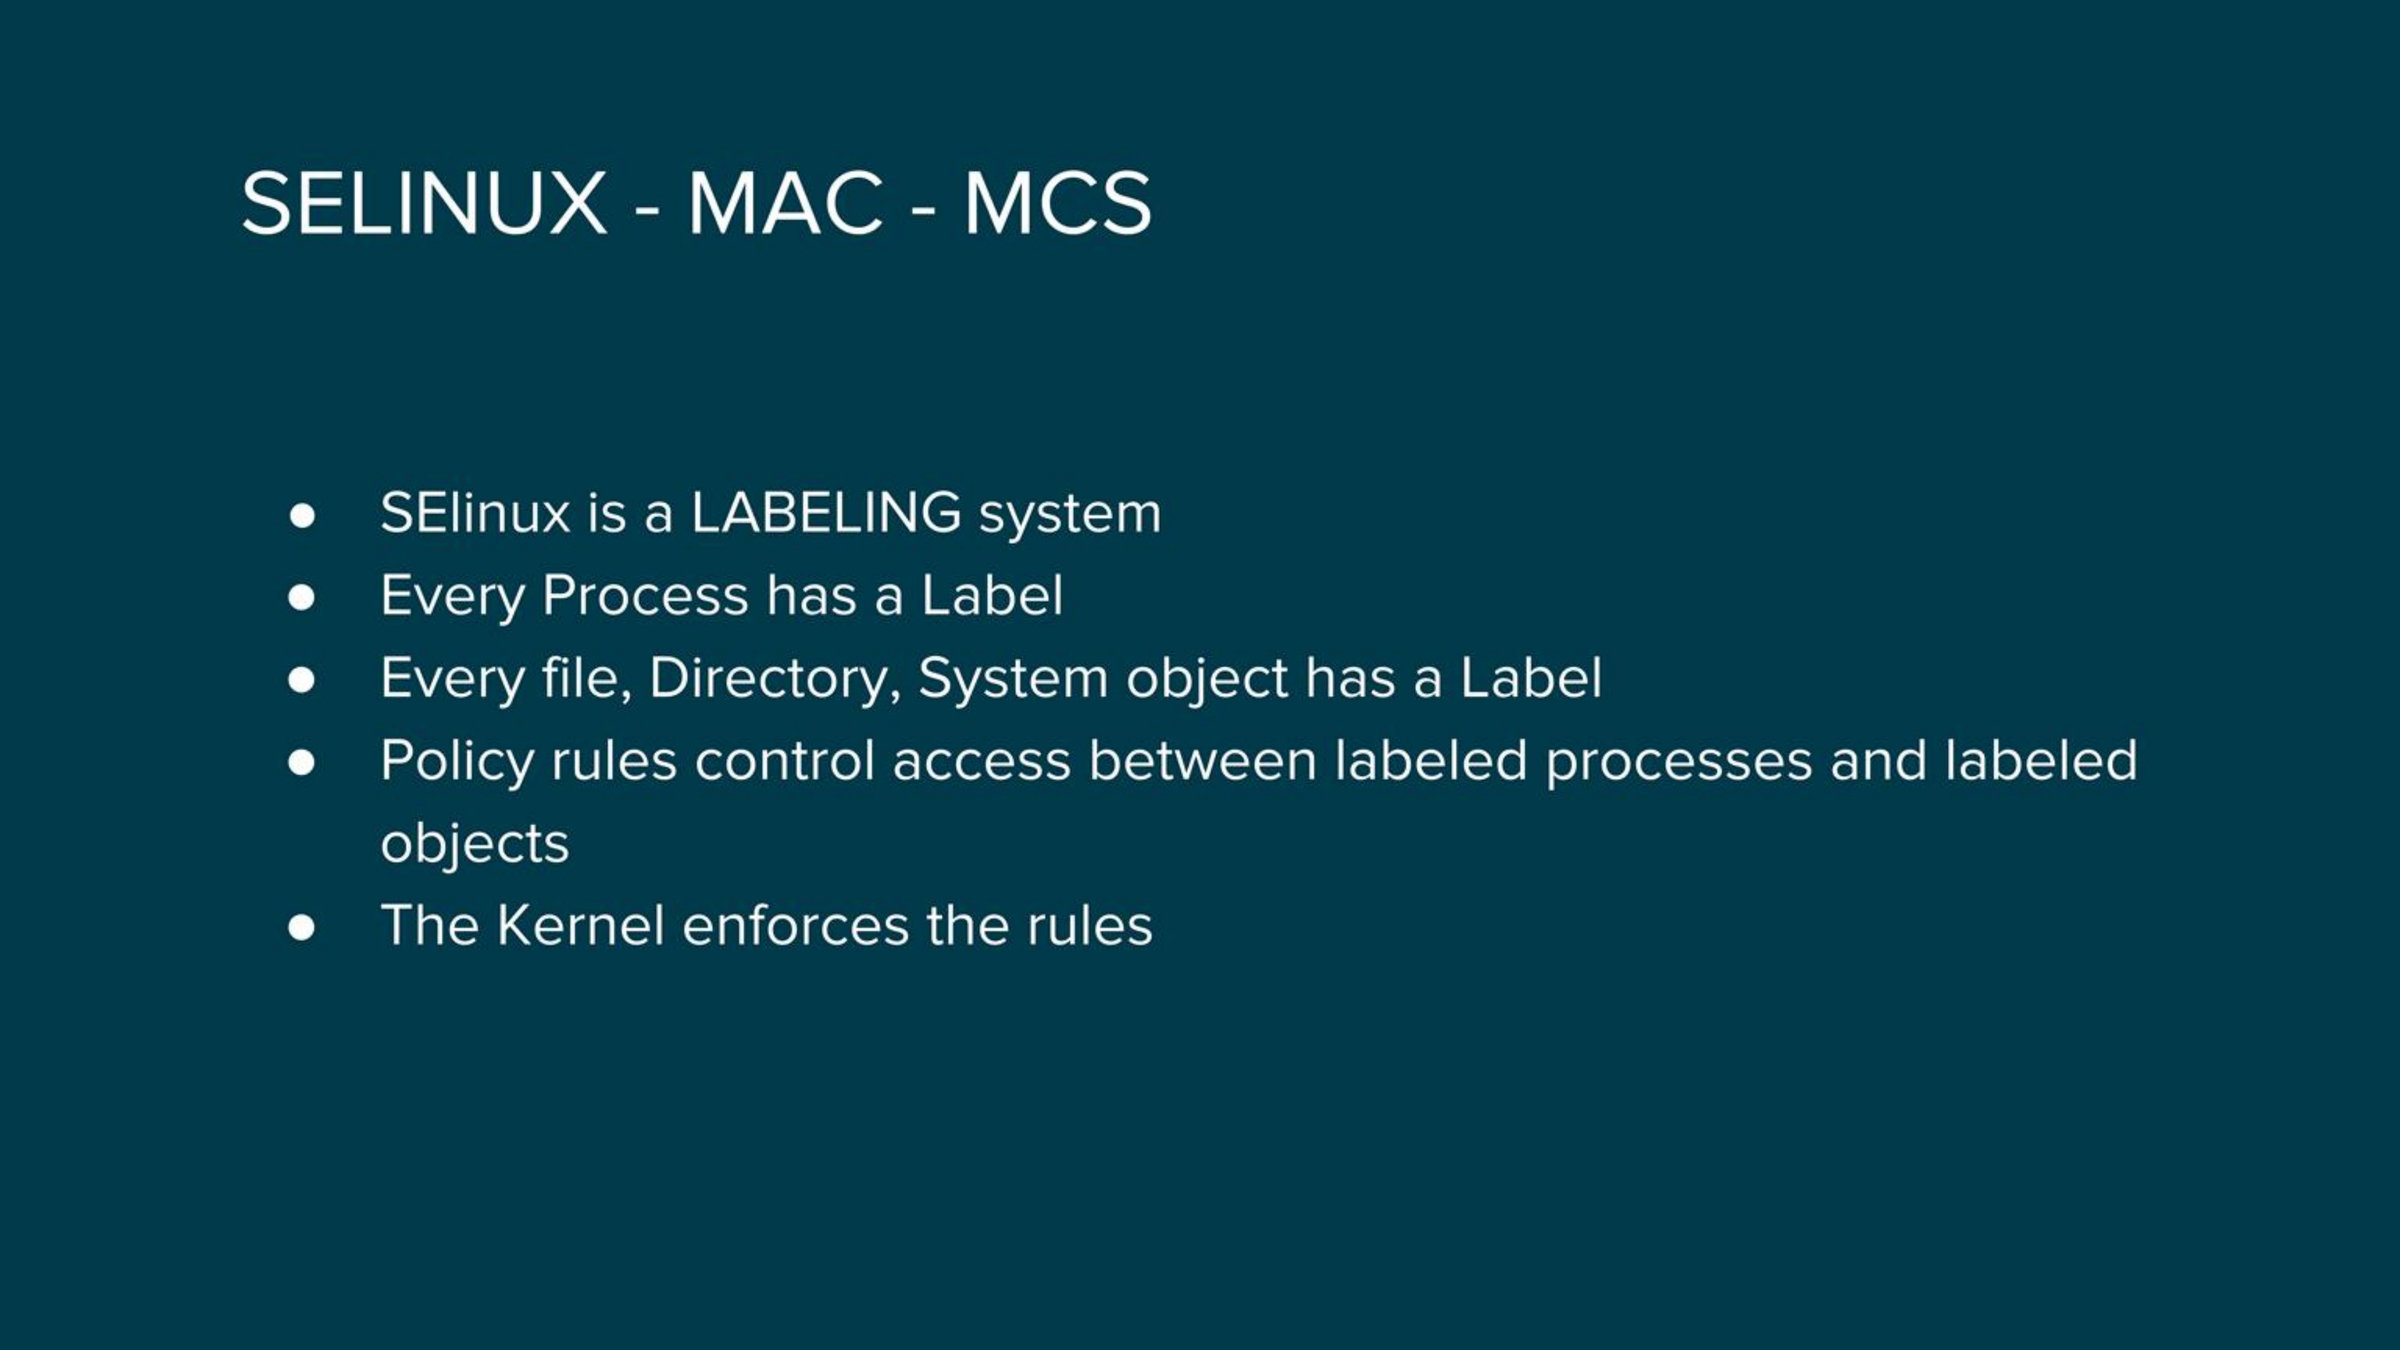 SELINUX - MAC - MCS
● SElinux is a LABELING system
● Every Process has a Label
● Every file, Directory, System object has a Label
● Policy rules control access between labeled processes and labeled
objects
● The Kernel enforces the rules